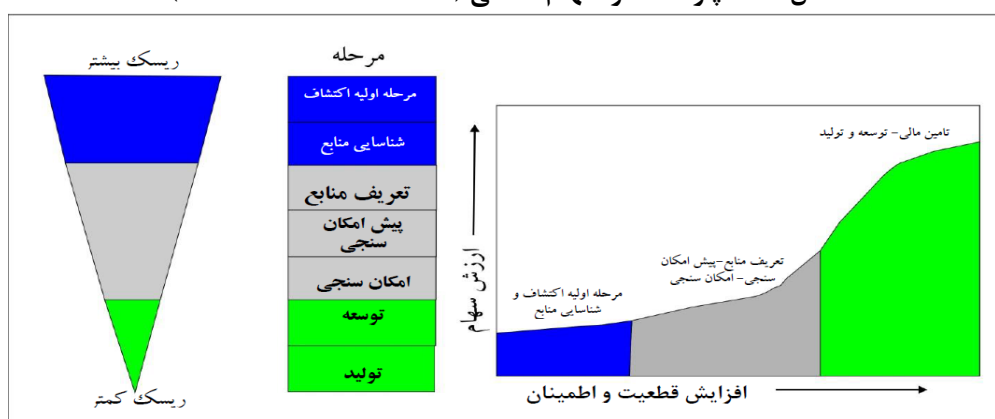 مرحله
ریسک بیشتر
مرحله اولیه اکتشاف
شناسایی منابع
تعریف منابع
پیش امکان
سنجی
امکان سنجی
توسعه
تولید
ریسک کمتر
تامین مالی- توسعه و تولید
تعریف منابع-پیش امکان
سنجی- امکان سنجی
مرحله اولیه اکتشاف و
شناسایی منابع
ارزش سهام
افزایش قطعیت و اطمینان